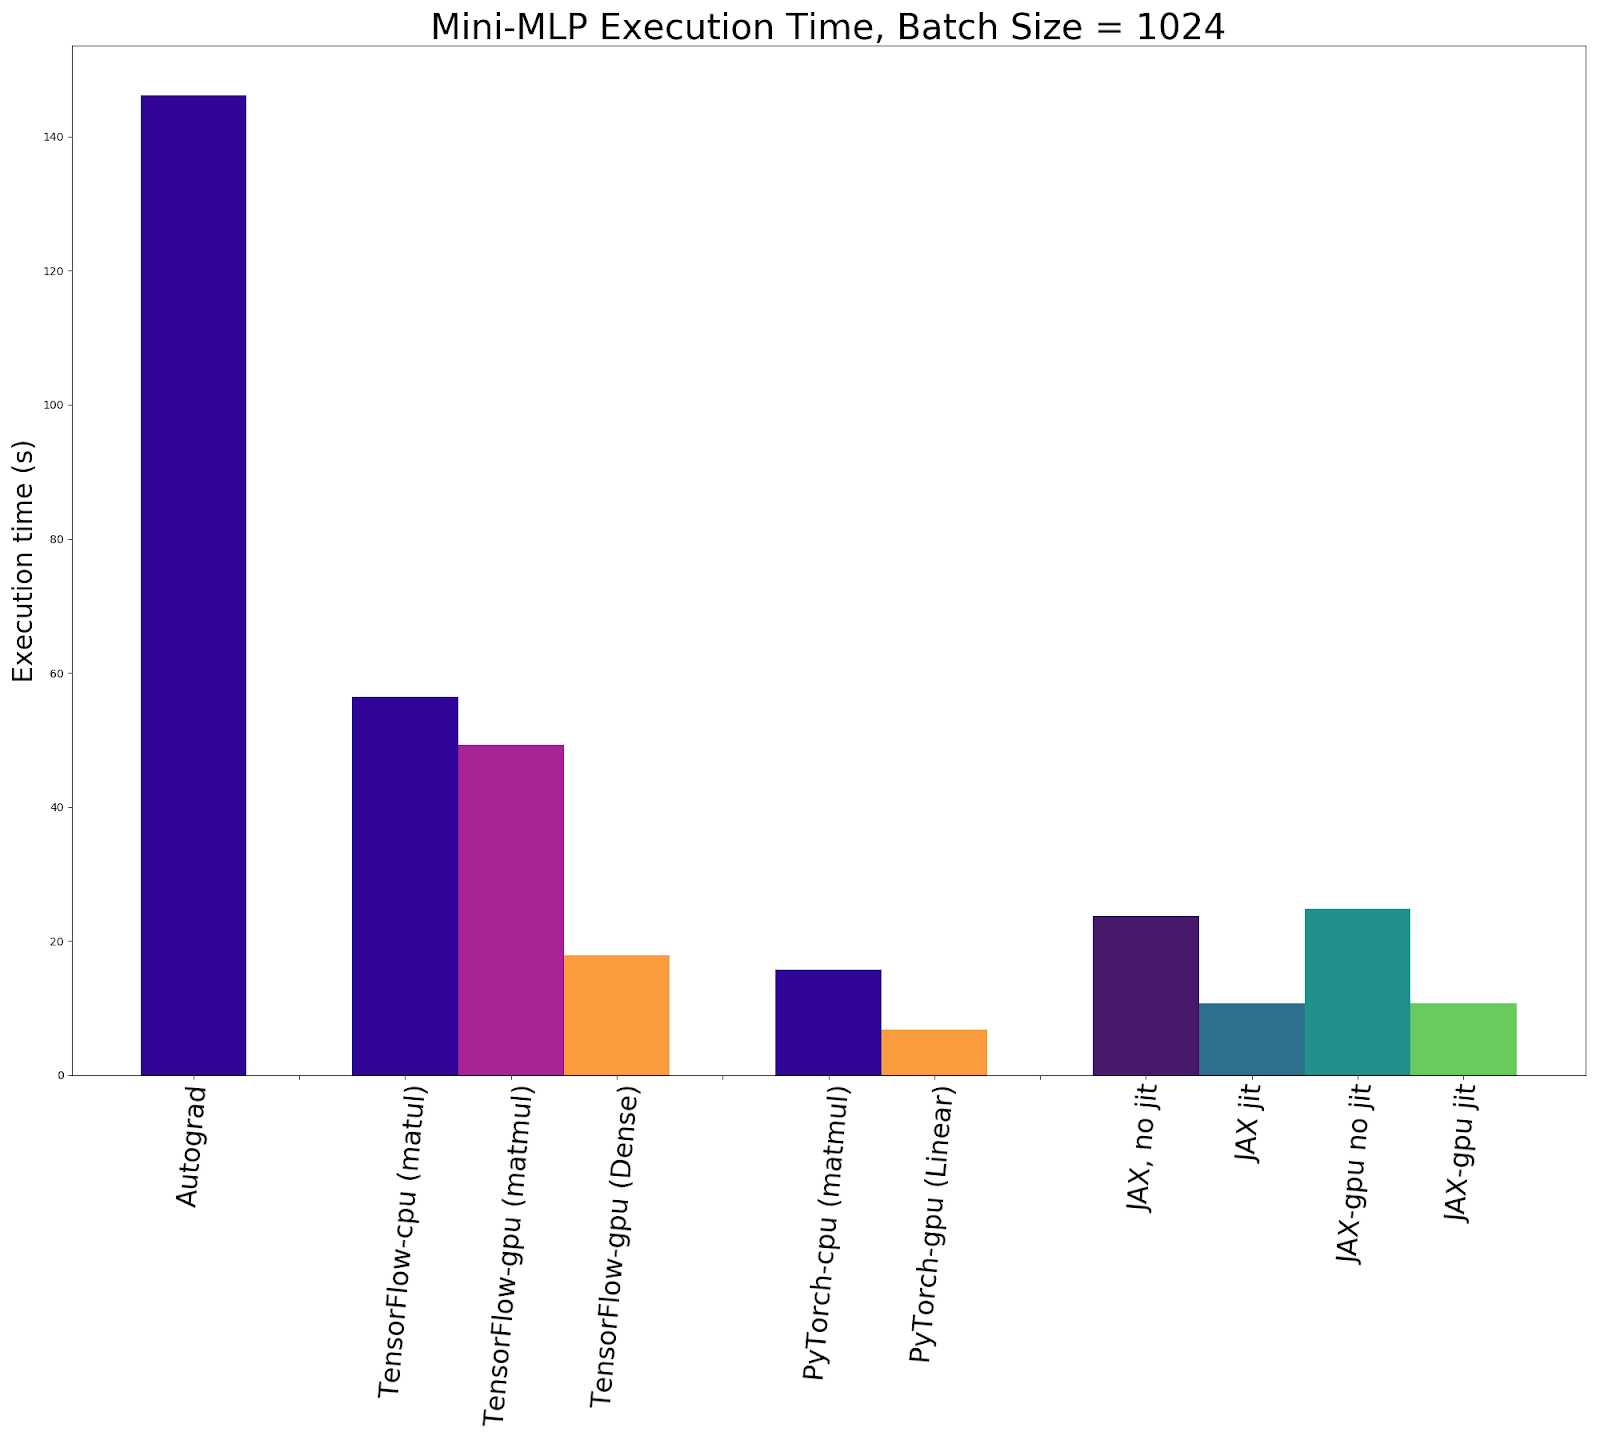 Mini-MLP Execution Time, Batch Size = 1024
Execution time (s)
140
120
100
80
60
40
20
0
Autograd
TensorFlow-cpu (matul)
TensorFlow-gpu (matmul)
TensorFlow-gpu (Dense)
PyTorch-cpu (matmul)
PyTorch-gpu (Linear)
JAX, no jit
JAX jit
JAX-gpu no jit
JAX-gpu jit